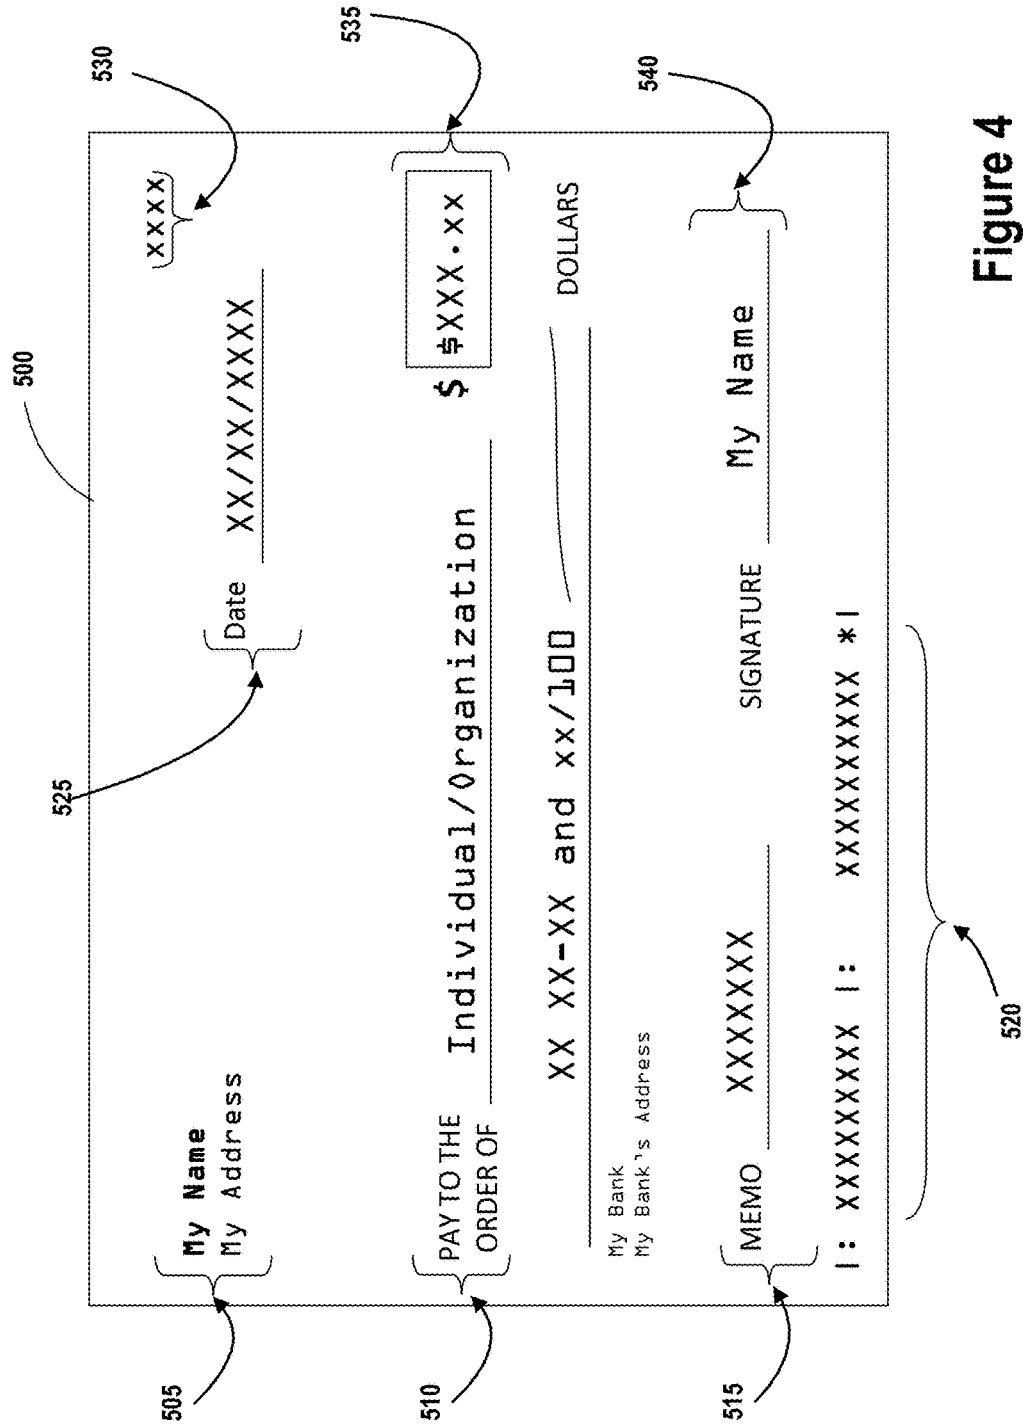 500
530
535
505
My Name
My Address
XXXX
525
Date XX/XX/XXXX
510
PAY TO THE
ORDER OF Individual/Organization $ $XXX.xx
XX XX-XX and xx/100 DOLLARS
My Bank
My Bank's Address
540
515
MEMO XXXXXXX SIGNATURE My Name
|: XXXXXXXXX |: XXXXXXXXXX *|
520
Figure 4